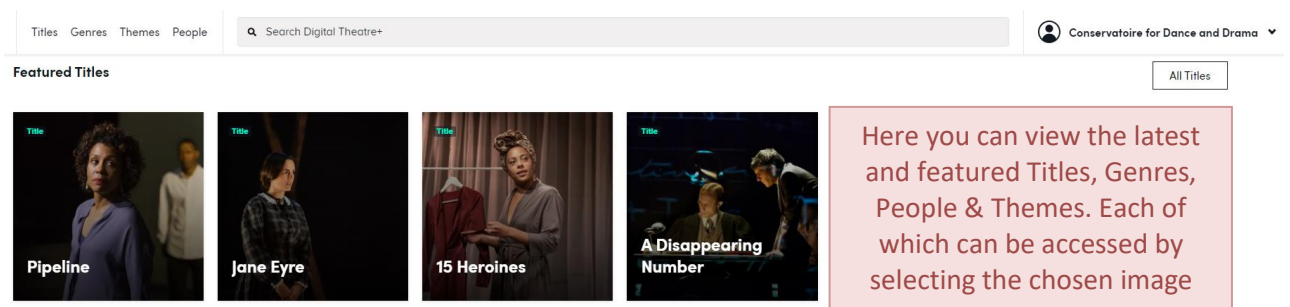 Titles Genres Themes People
Search Digital Theatre+
Conservatoire for Dance and Drama
Featured Titles
All Titles
Title
Pipeline
Title
Jane Eyre
Title
15 Heroines
Title
A Disappearing
Number
Here you can view the latest
and featured Titles, Genres,
People & Themes. Each of
which can be accessed by
selecting the chosen image